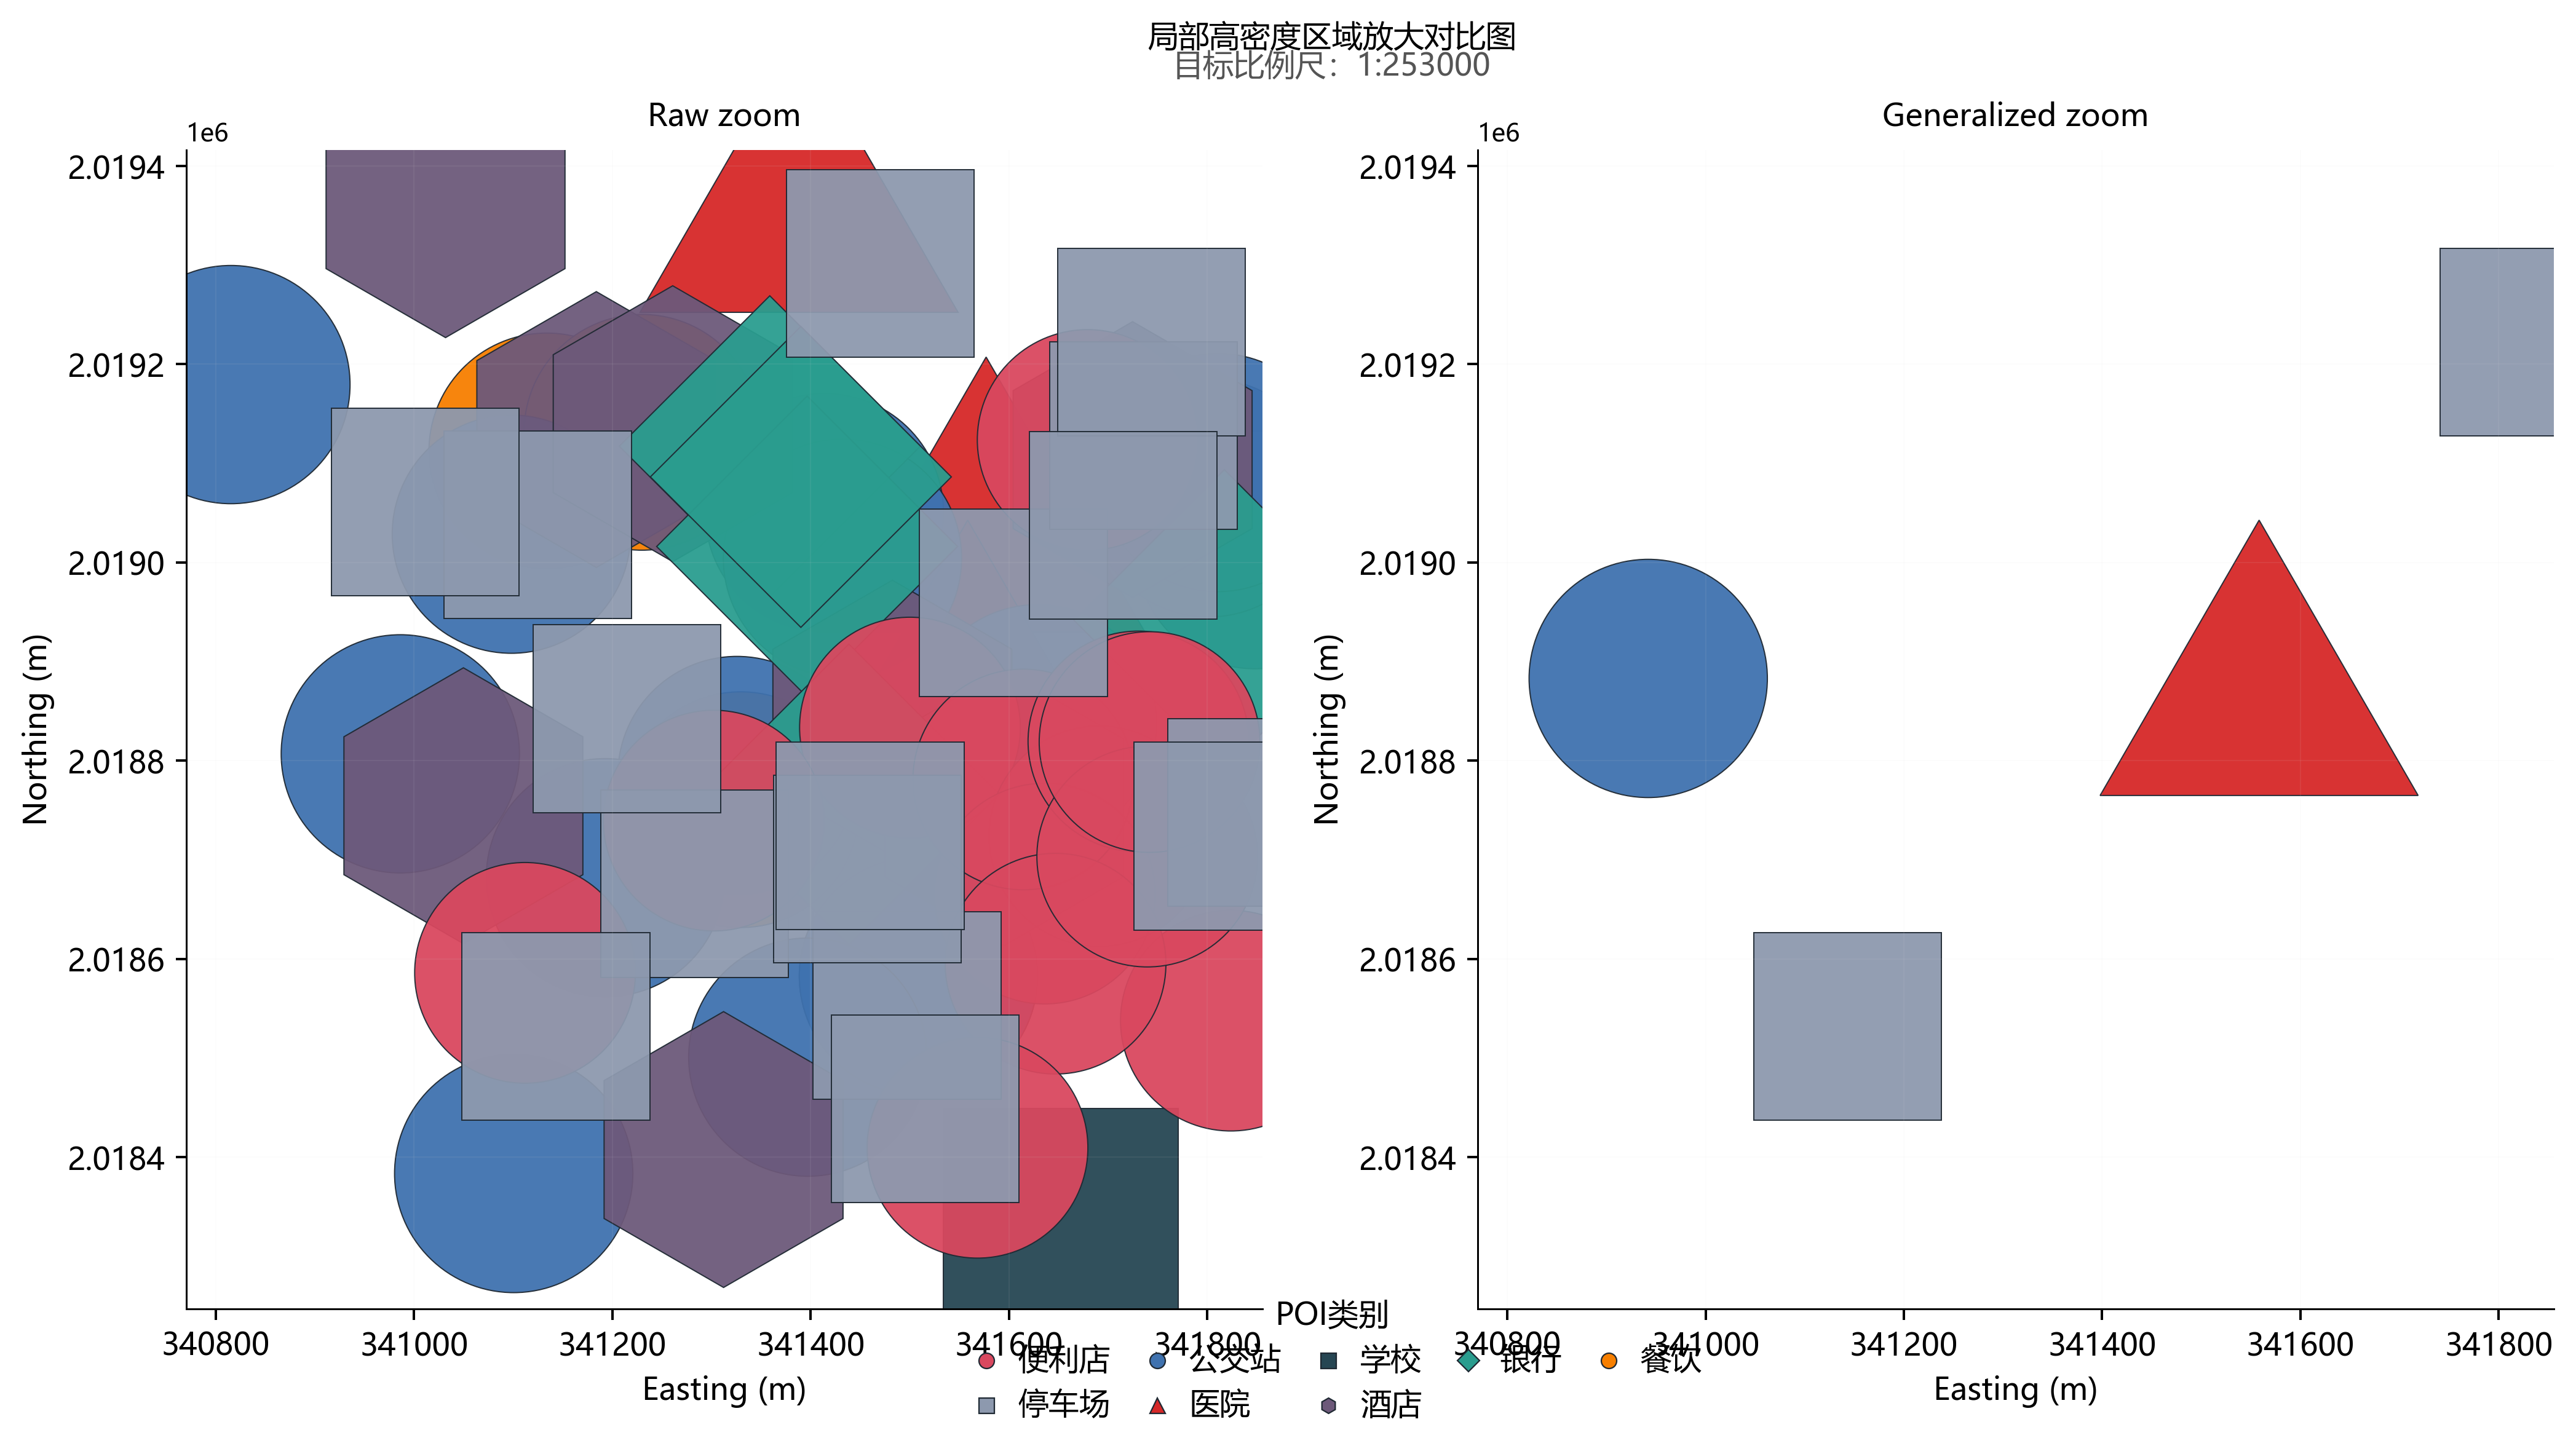 局部高密度区域放大对比图
目标比例尺：1:253000
Raw zoom
1e6
2.0194
2.0192
2.0190
2.0188
2.0186
2.0184
Northing (m)
340800
341000
341200
341400
341600
341800
Easting (m)
Generalized zoom
1e6
2.0194
2.0192
2.0190
2.0188
2.0186
2.0184
Northing (m)
340800
341000
341200
341400
341600
341800
Easting (m)
POI类别
便利店 公交站 学校 银行 餐饮
停车场 医院 酒店